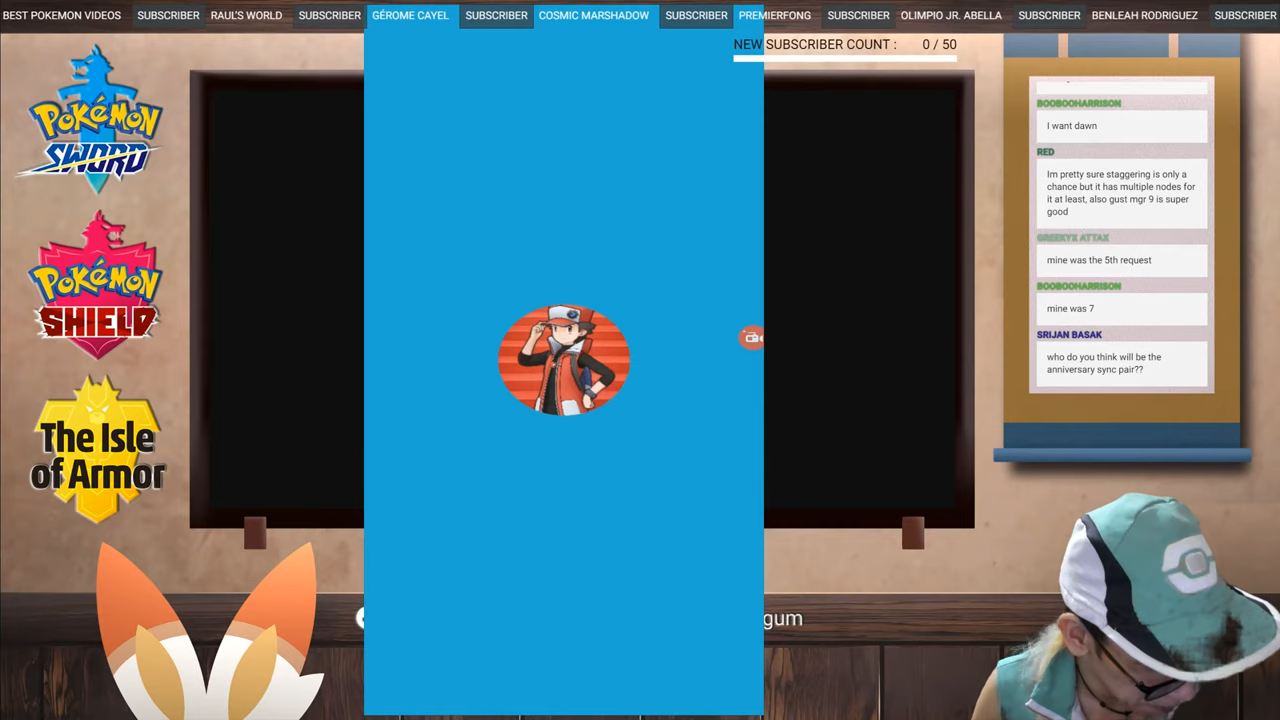 BEST POKEMON VIDEOS SUBSCRIBER RAUL'S WORLD SUBSCRIBER GÉROME CAYEL SUBSCRIBER COSMIC MARSHADOW SUBSCRIBER PREMIERFONG SUBSCRIBER OLIMPIO JR. ABELLA SUBSCRIBER BENLEAH RODRIGUEZ SUBSCRIBER
NEW SUBSCRIBER COUNT : 0 / 50
POKéMON
SWORD
POKéMON
SHIELD
The Isle
of Armor
BOOBOOHARRISON
I want dawn
RED
Im pretty sure staggering is only a
chance but it has multiple nodes for
it at least, also gust mgr 9 is super
good
GREEKYX ATTAX
mine was the 5th request
BOOBOOHARRISON
mine was 7
SRIJAN BASAK
who do you think will be the
anniversary sync pair??
gum